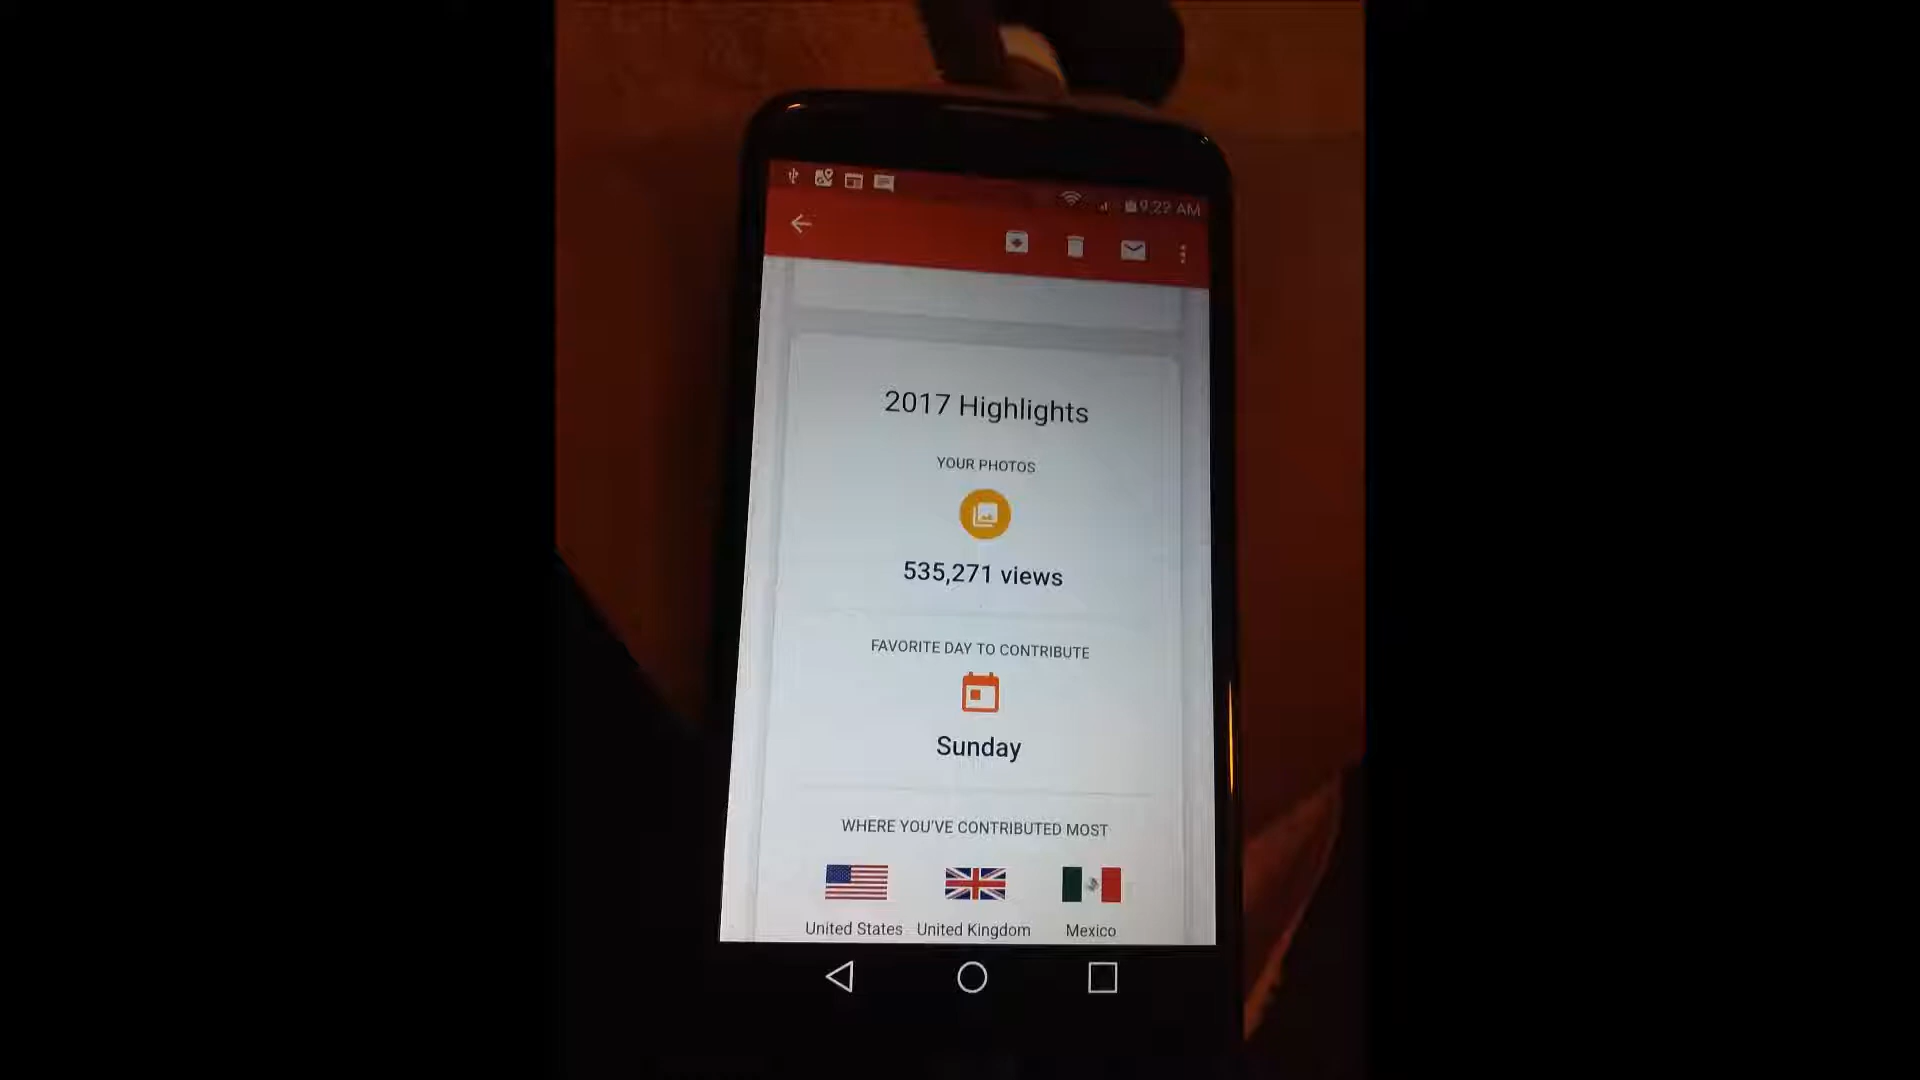 9:22 AM
2017 Highlights
YOUR PHOTOS
535,271 views
FAVORITE DAY TO CONTRIBUTE
Sunday
WHERE YOU'VE CONTRIBUTED MOST
United States United Kingdom Mexico